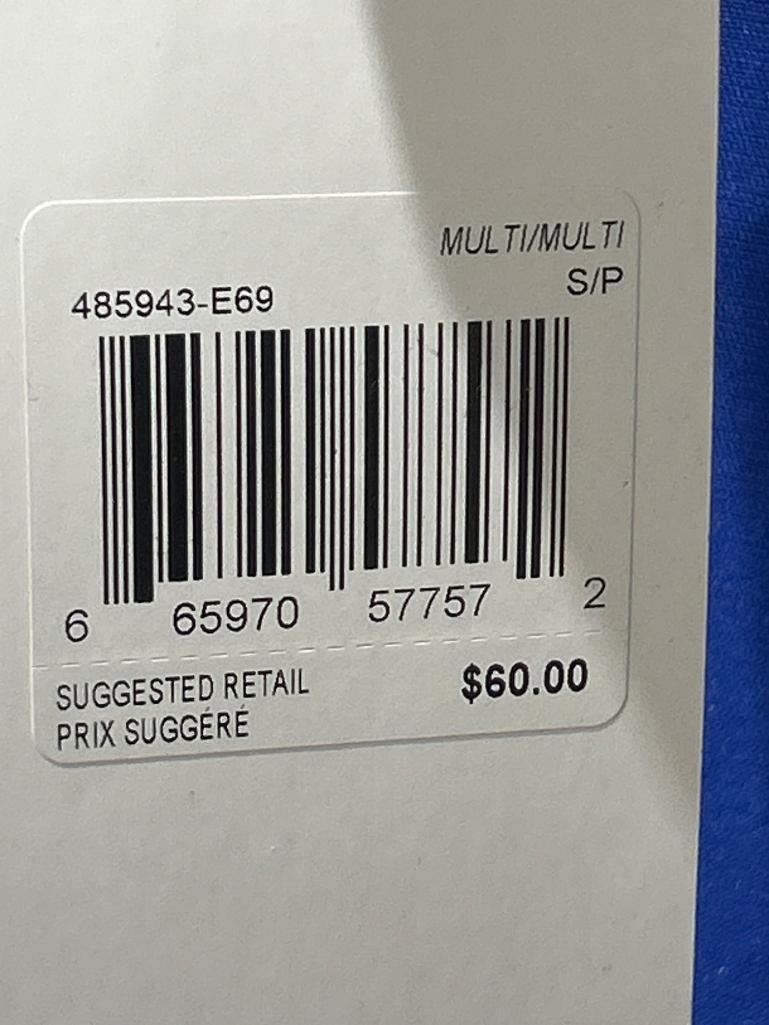 MULTI/MULTI
S/P
485943-E69
6 65970 57757 2
SUGGESTED RETAIL
PRIX SUGGÉRÉ
$60.00